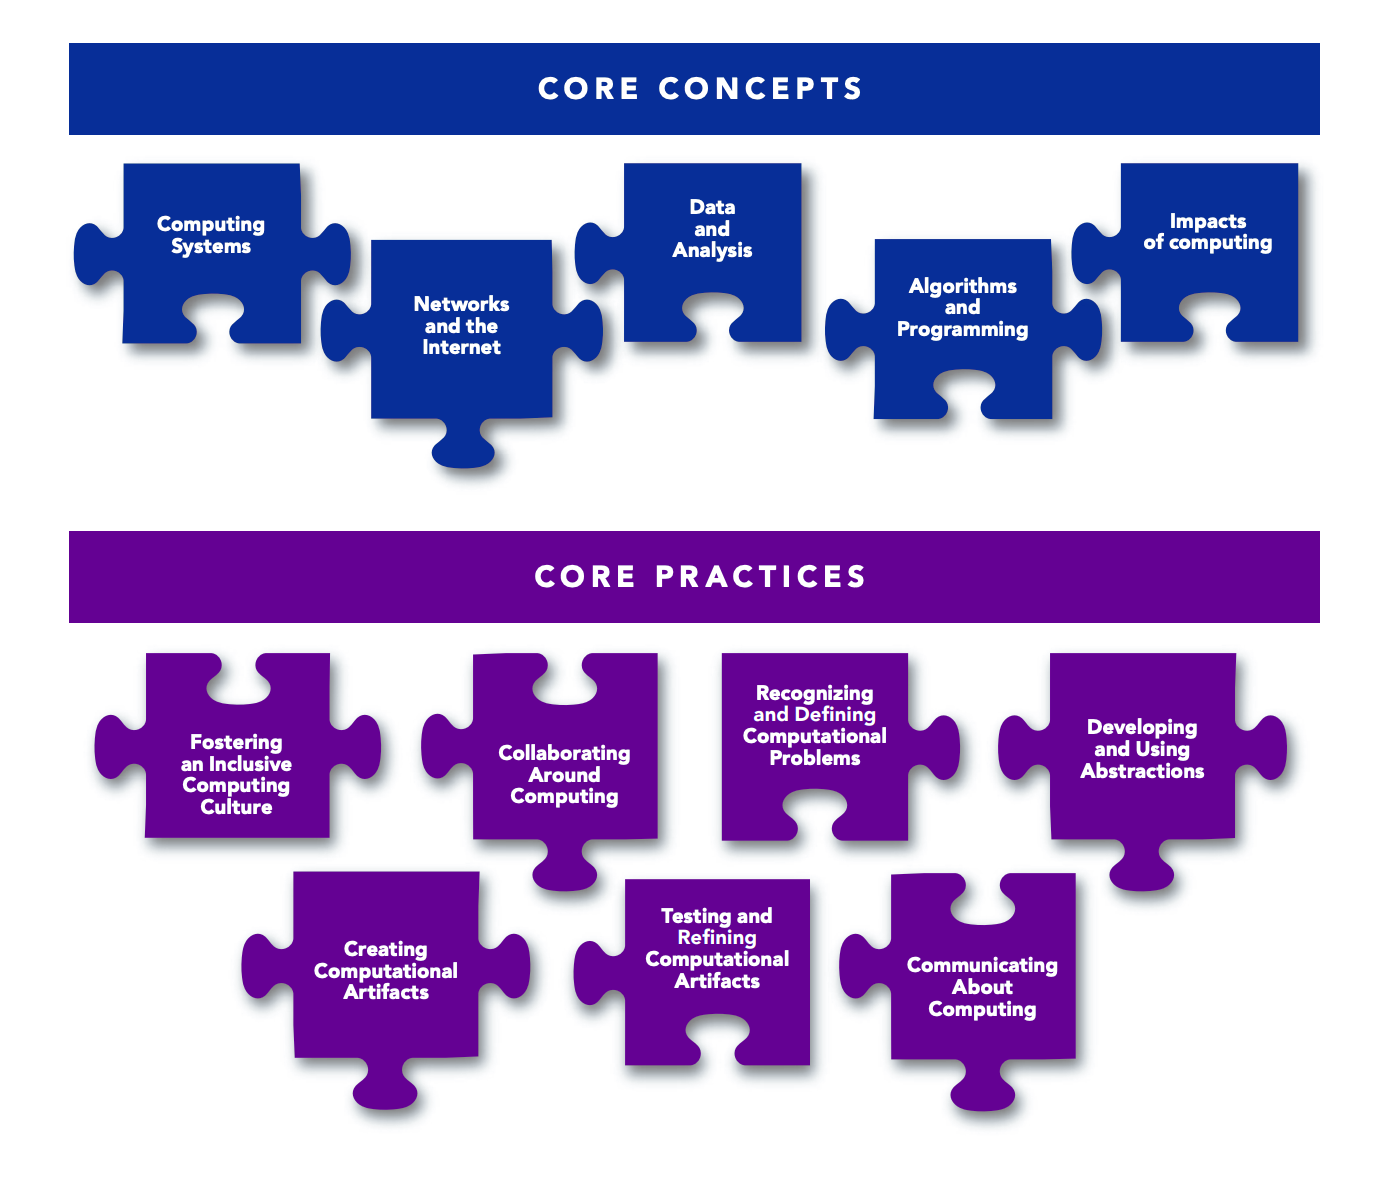 CORE CONCEPTS
Computing
Systems
Networks
and the
Internet
Data
and
Analysis
Algorithms
and
Programming
Impacts
of computing
CORE PRACTICES
Fostering
an Inclusive
Computing
Culture
Collaborating
Around
Computing
Recognizing
and Defining
Computational
Problems
Developing
and Using
Abstractions
Creating
Computational
Artifacts
Testing and
Refining
Computational
Artifacts
Communicating
About
Computing